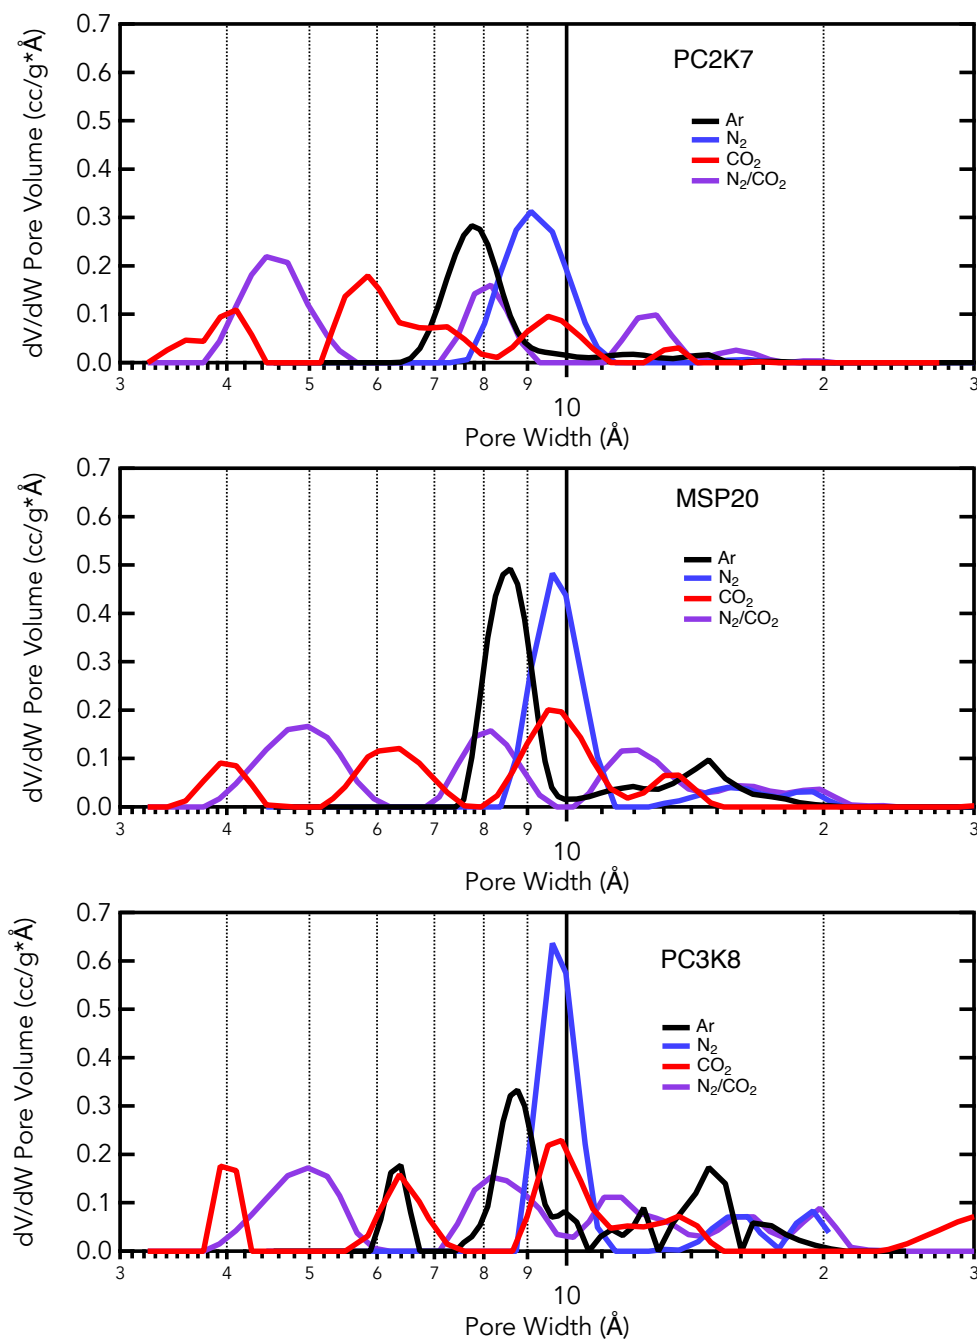 dV/dW Pore Volume (cc/g*Å)
0.7
0.6
0.5
0.4
0.3
0.2
0.1
0.0
PC2K7
Ar
N₂
CO₂
N₂/CO₂
3 4 5 6 7 8 9 2 3
10
Pore Width (Å)
dV/dW Pore Volume (cc/g*Å)
0.7
0.6
0.5
0.4
0.3
0.2
0.1
0.0
MSP20
Ar
N₂
CO₂
N₂/CO₂
3 4 5 6 7 8 9 2 3
10
Pore Width (Å)
dV/dW Pore Volume (cc/g*Å)
0.7
0.6
0.5
0.4
0.3
0.2
0.1
0.0
PC3K8
Ar
N₂
CO₂
N₂/CO₂
3 4 5 6 7 8 9 2 3
10
Pore Width (Å)